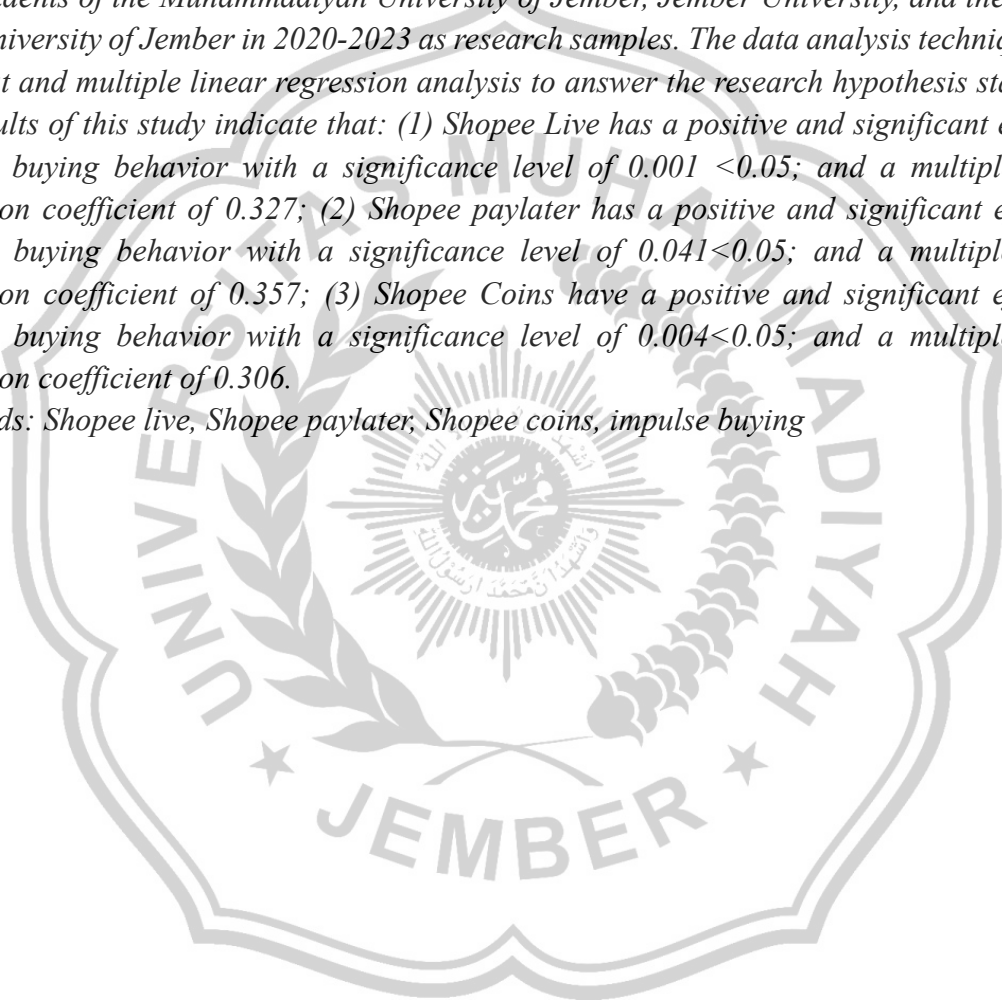 dents of the Muhammadiyah University of Jember, Jember University, and the
niversity of Jember in 2020-2023 as research samples. The data analysis techniq
t and multiple linear regression analysis to answer the research hypothesis sta
ults of this study indicate that: (1) Shopee Live has a positive and significant e
buying behavior with a significance level of 0.001 <0.05; and a multipl
on coefficient of 0.327; (2) Shopee paylater has a positive and significant e
buying behavior with a significance level of 0.041<0.05; and a multipl
on coefficient of 0.357; (3) Shopee Coins have a positive and significant e
buying behavior with a significance level of 0.004<0.05; and a multipl
on coefficient of 0.306.
ds: Shopee live, Shopee paylater, Shopee coins, impulse buying
UNIVERSITAS MUHAMMADIYAH
JEMBER